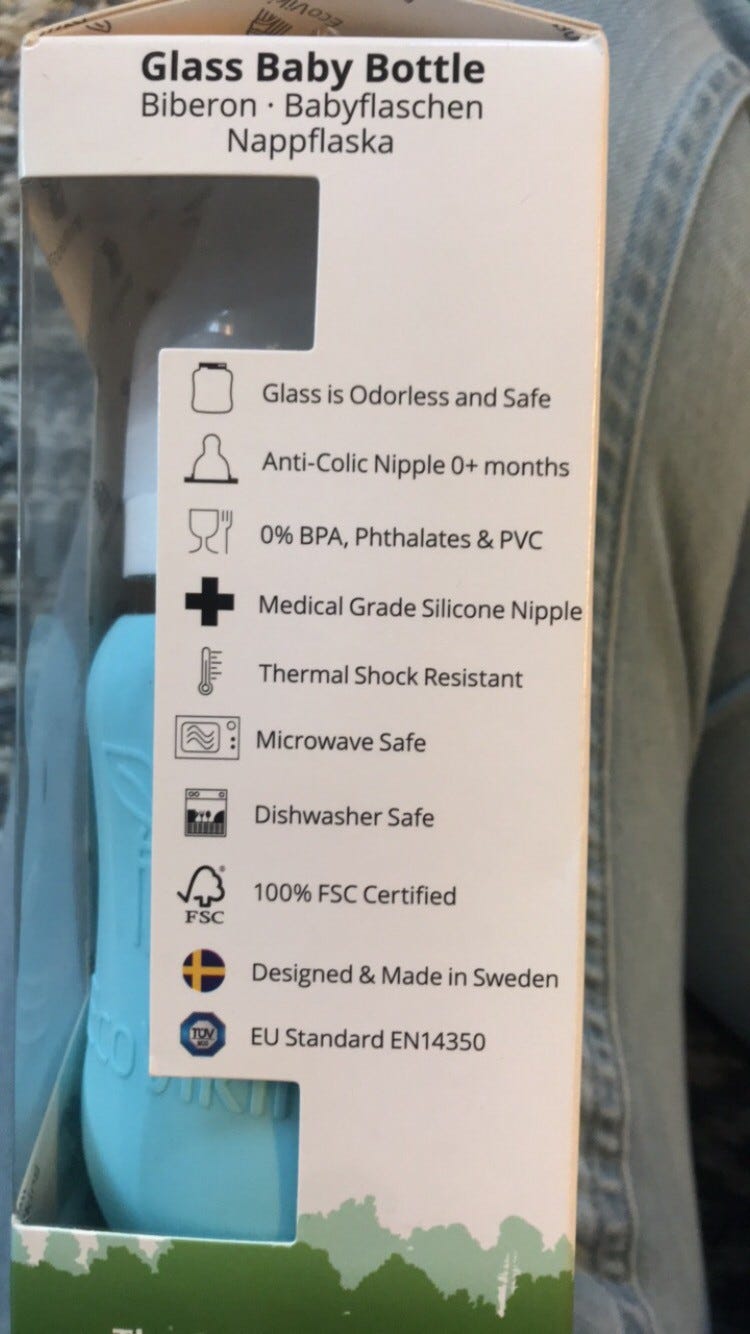 EcoViki
Glass Baby Bottle
Biberon · Babyflaschen
Nappflaska
Glass is Odorless and Safe
Anti-Colic Nipple 0+ months
0% BPA, Phthalates & PVC
Medical Grade Silicone Nipple
Thermal Shock Resistant
Microwave Safe
Dishwasher Safe
FSC ®
100% FSC Certified
Designed & Made in Sweden
TÜV
EU Standard EN14350